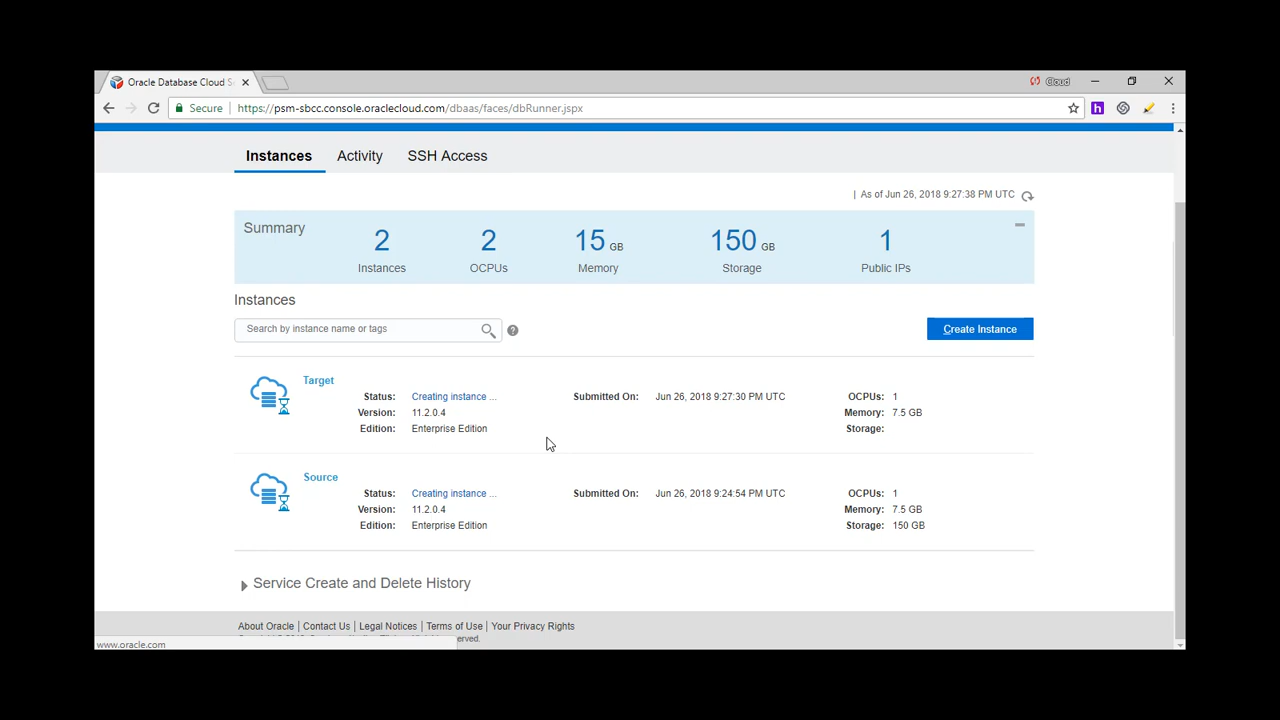 Oracle Database Cloud S
Cloud
Secure https://psm-sbcc.console.oraclecloud.com/dbaas/faces/dbRunner.jspx
h
Instances Activity SSH Access
| As of Jun 26, 2018 9:27:38 PM UTC
Summary
2 2 15 GB 150 GB 1
Instances OCPUs Memory Storage Public IPs
Instances
Search by instance name or tags ?
Create Instance
Target
Status: Creating instance ... Submitted On: Jun 26, 2018 9:27:30 PM UTC OCPUs: 1
Version: 11.2.0.4 Memory: 7.5 GB
Edition: Enterprise Edition Storage:
Source
Status: Creating instance ... Submitted On: Jun 26, 2018 9:24:54 PM UTC OCPUs: 1
Version: 11.2.0.4 Memory: 7.5 GB
Edition: Enterprise Edition Storage: 150 GB
Service Create and Delete History
About Oracle | Contact Us | Legal Notices | Terms of Use | Your Privacy Rights
erved.
www.oracle.com